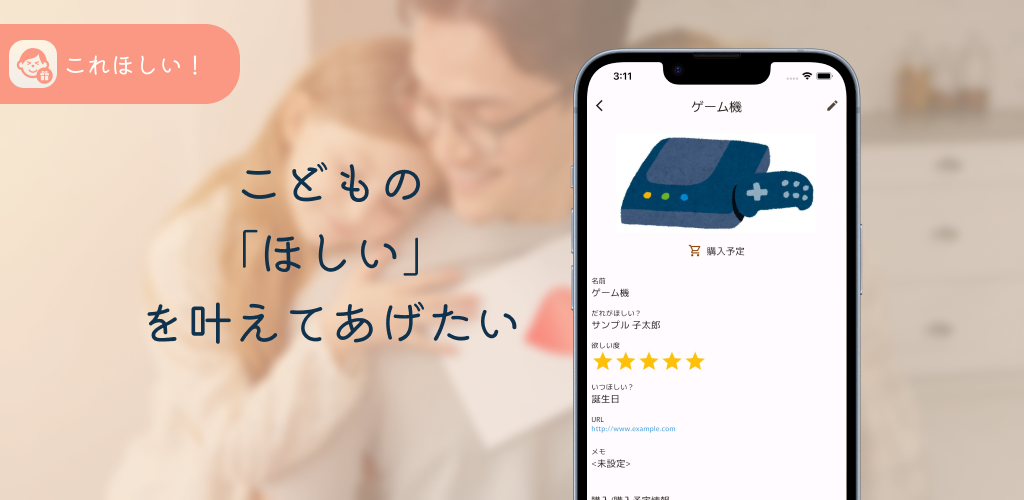 これほしい！
こどもの
「ほしい」
を叶えてあげたい
3:11
ゲーム機
購入予定
名前
ゲーム機
だれがほしい？
サンプル 子太郎
欲しい度
いつほしい？
誕生日
URL
http://www.example.com
メモ
<未設定>